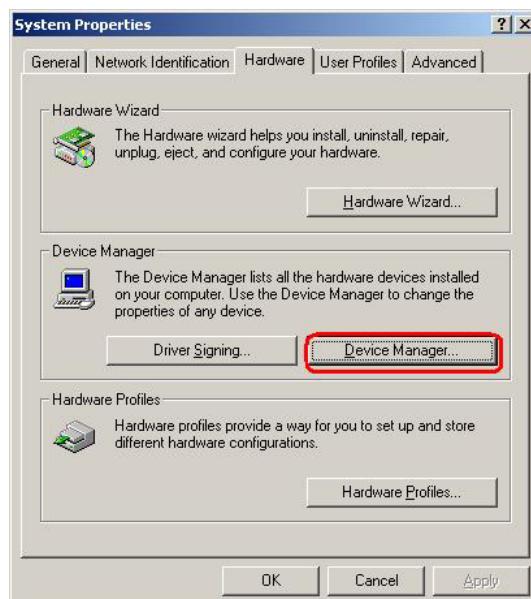 System Properties
General
Network Identification
Hardware
User Profiles
Advanced
Hardware Wizard
The Hardware wizard helps you install, uninstall, repair,
unplug, eject, and configure your hardware.
Hardware Wizard...
Device Manager
The Device Manager lists all the hardware devices installed
on your computer. Use the Device Manager to change the
properties of any device.
Driver Signing...
Device Manager...
Hardware Profiles
Hardware profiles provide a way for you to set up and store
different hardware configurations.
Hardware Profiles...
OK
Cancel
Apply